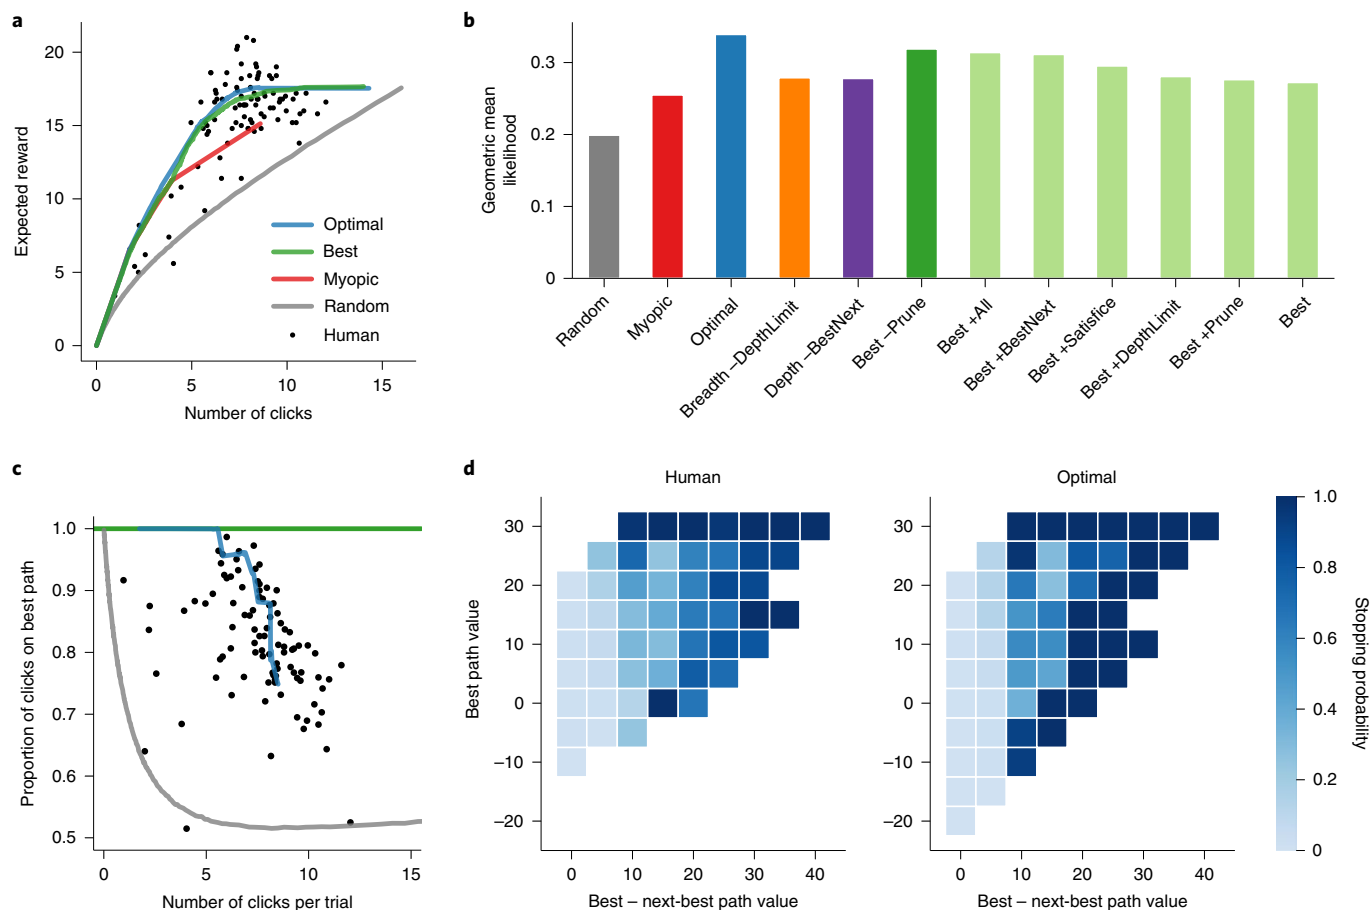 a
20
15
10
5
0
Expected reward
0 5 10 15
Number of clicks
Optimal
Best
Myopic
Random
Human
b
0.3
0.2
0.1
0
Geometric mean
likelihood
Random
Myopic
Optimal
Breadth –DepthLimit
Depth –BestNext
Best –Prune
Best +All
Best +BestNext
Best +Satisfice
Best +DepthLimit
Best +Prune
Best
c
1.0
0.9
0.8
0.7
0.6
0.5
Proportion of clicks on best path
0 5 10 15
Number of clicks per trial
d
Human
30
20
10
0
–10
–20
Best path value
0 10 20 30 40
Best – next-best path value
Optimal
30
20
10
0
–10
–20
0 10 20 30 40
Best – next-best path value
1.0
0.8
0.6
0.4
0.2
0
Stopping probability